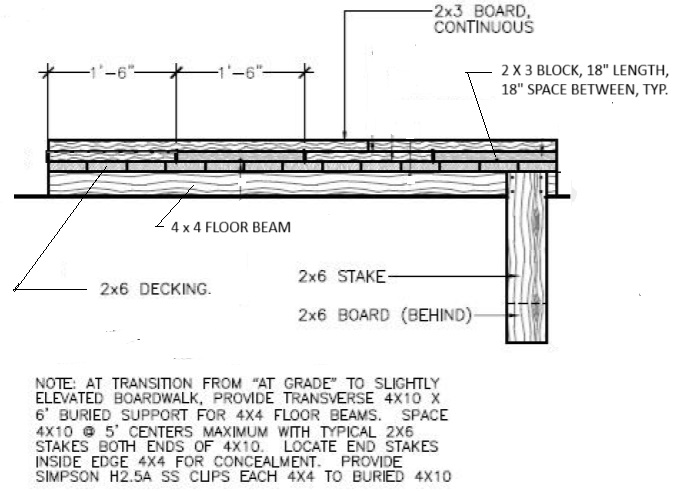 2x3 BOARD,
CONTINUOUS
1'-6"
1'-6"
2 X 3 BLOCK, 18" LENGTH,
18" SPACE BETWEEN, TYP.
4 x 4 FLOOR BEAM
2x6 DECKING.
2x6 STAKE
2x6 BOARD (BEHIND)
NOTE: AT TRANSITION FROM "AT GRADE" TO SLIGHTLY
ELEVATED BOARDWALK, PROVIDE TRANSVERSE 4X10 X
6' BURIED SUPPORT FOR 4X4 FLOOR BEAMS. SPACE
4X10 @ 5' CENTERS MAXIMUM WITH TYPICAL 2X6
STAKES BOTH ENDS OF 4X10. LOCATE END STAKES
INSIDE EDGE 4X4 FOR CONCEALMENT. PROVIDE
SIMPSON H2.5A SS CLIPS EACH 4X4 TO BURIED 4X10